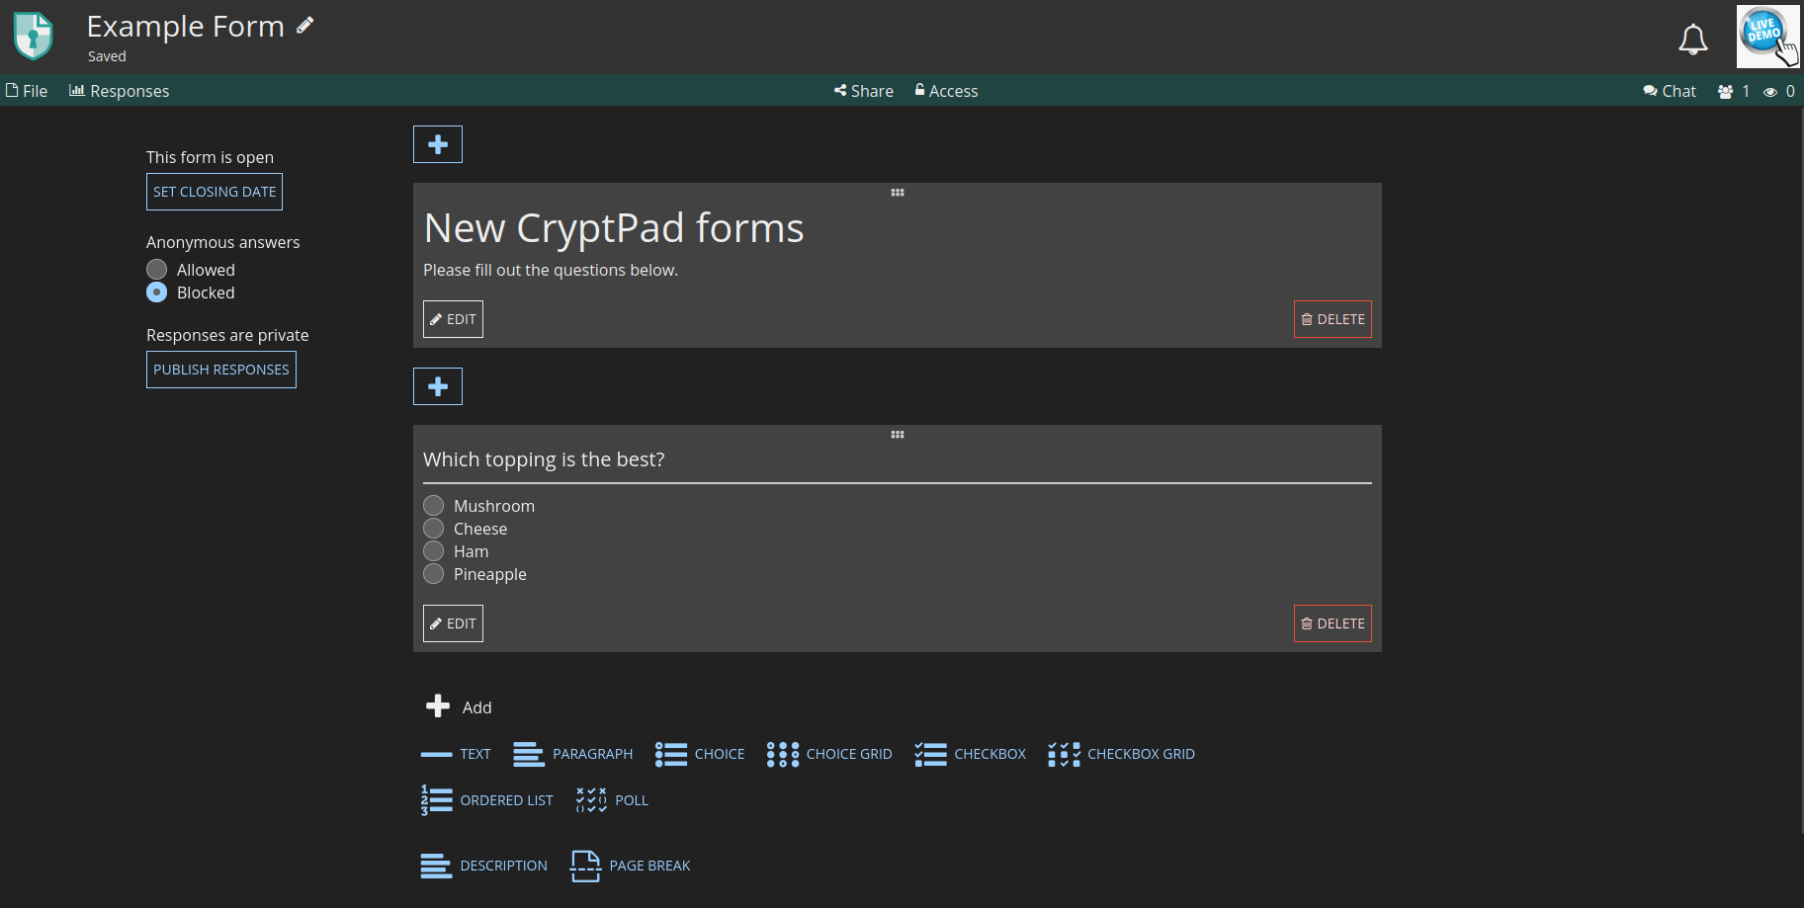 Example Form
Saved
LIVE
DEMO
File Responses Share Access Chat 1 0
This form is open
SET CLOSING DATE
Anonymous answers
Allowed
Blocked
Responses are private
PUBLISH RESPONSES
New CryptPad forms
Please fill out the questions below.
EDIT DELETE
Which topping is the best?
Mushroom
Cheese
Ham
Pineapple
EDIT DELETE
Add
TEXT PARAGRAPH CHOICE CHOICE GRID CHECKBOX CHECKBOX GRID
1
2
3
ORDERED LIST POLL
DESCRIPTION PAGE BREAK